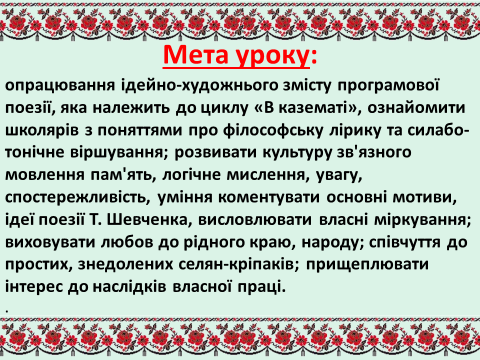 Мета уроку:
опрацювання ідейно-художнього змісту програмової
поезії, яка належить до циклу «В казематі», ознайомити
школярів з поняттями про філософську лірику та силабо-
тонічне віршування; розвивати культуру зв'язного
мовлення пам'ять, логічне мислення, увагу,
спостережливість, уміння коментувати основні мотиви,
ідеї поезії Т. Шевченка, висловлювати власні міркування;
виховувати любов до рідного краю, народу; співчуття до
простих, знедолених селян-кріпаків; прищеплювати
інтерес до наслідків власної праці.
.